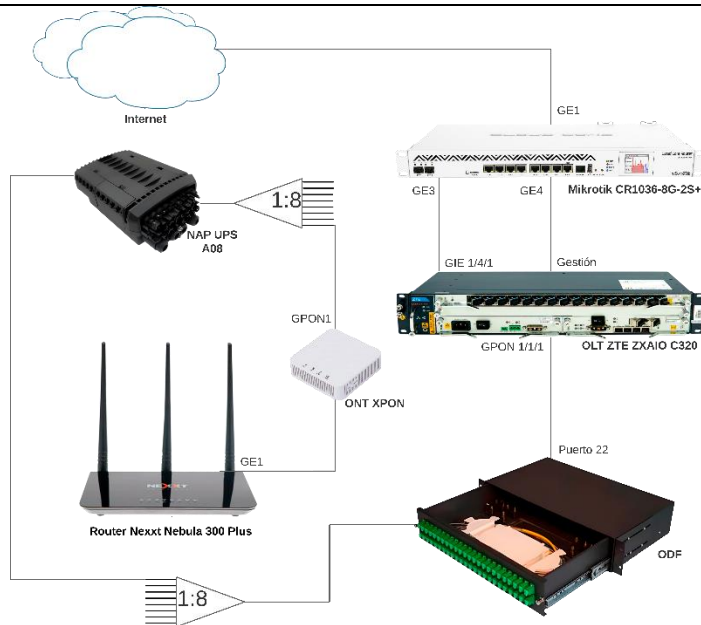 Internet
GE1
GE3
GE4
Mikrotik CR1036-8G-2S+
1:8
NAP UPS
A08
GIE 1/4/1
Gestión
GPON 1/1/1
OLT ZTE ZXAIO C320
GPON1
ONT XPON
GE1
NEXXT
Router Nexxt Nebula 300 Plus
Puerto 22
ODF
1:8